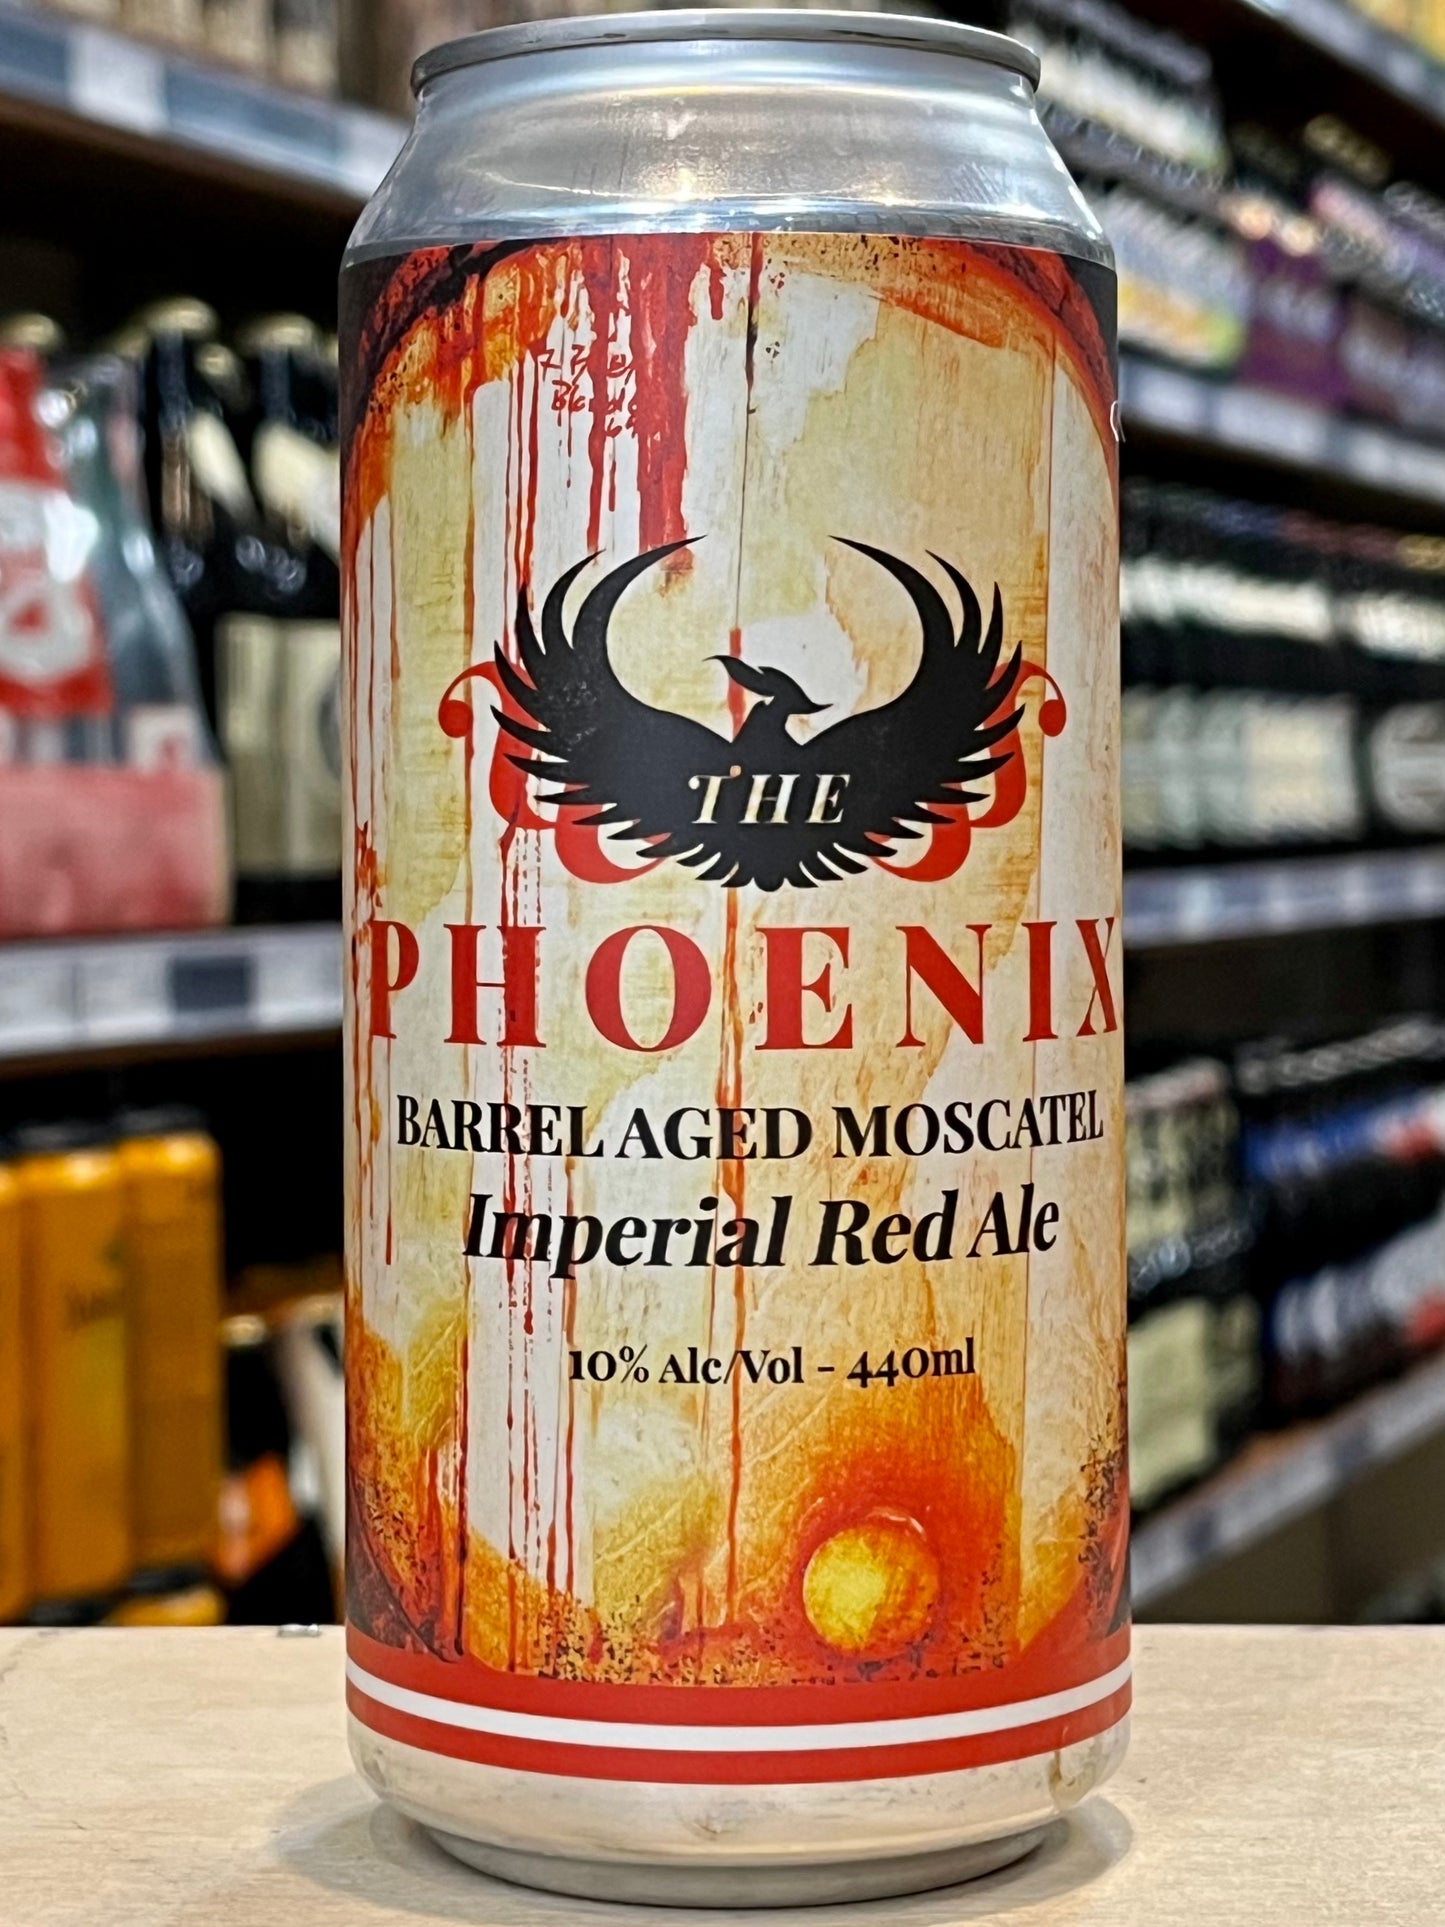 THE
PHOENIX
BARREL AGED MOSCATEL
Imperial Red Ale
10% Alc/Vol - 440ml